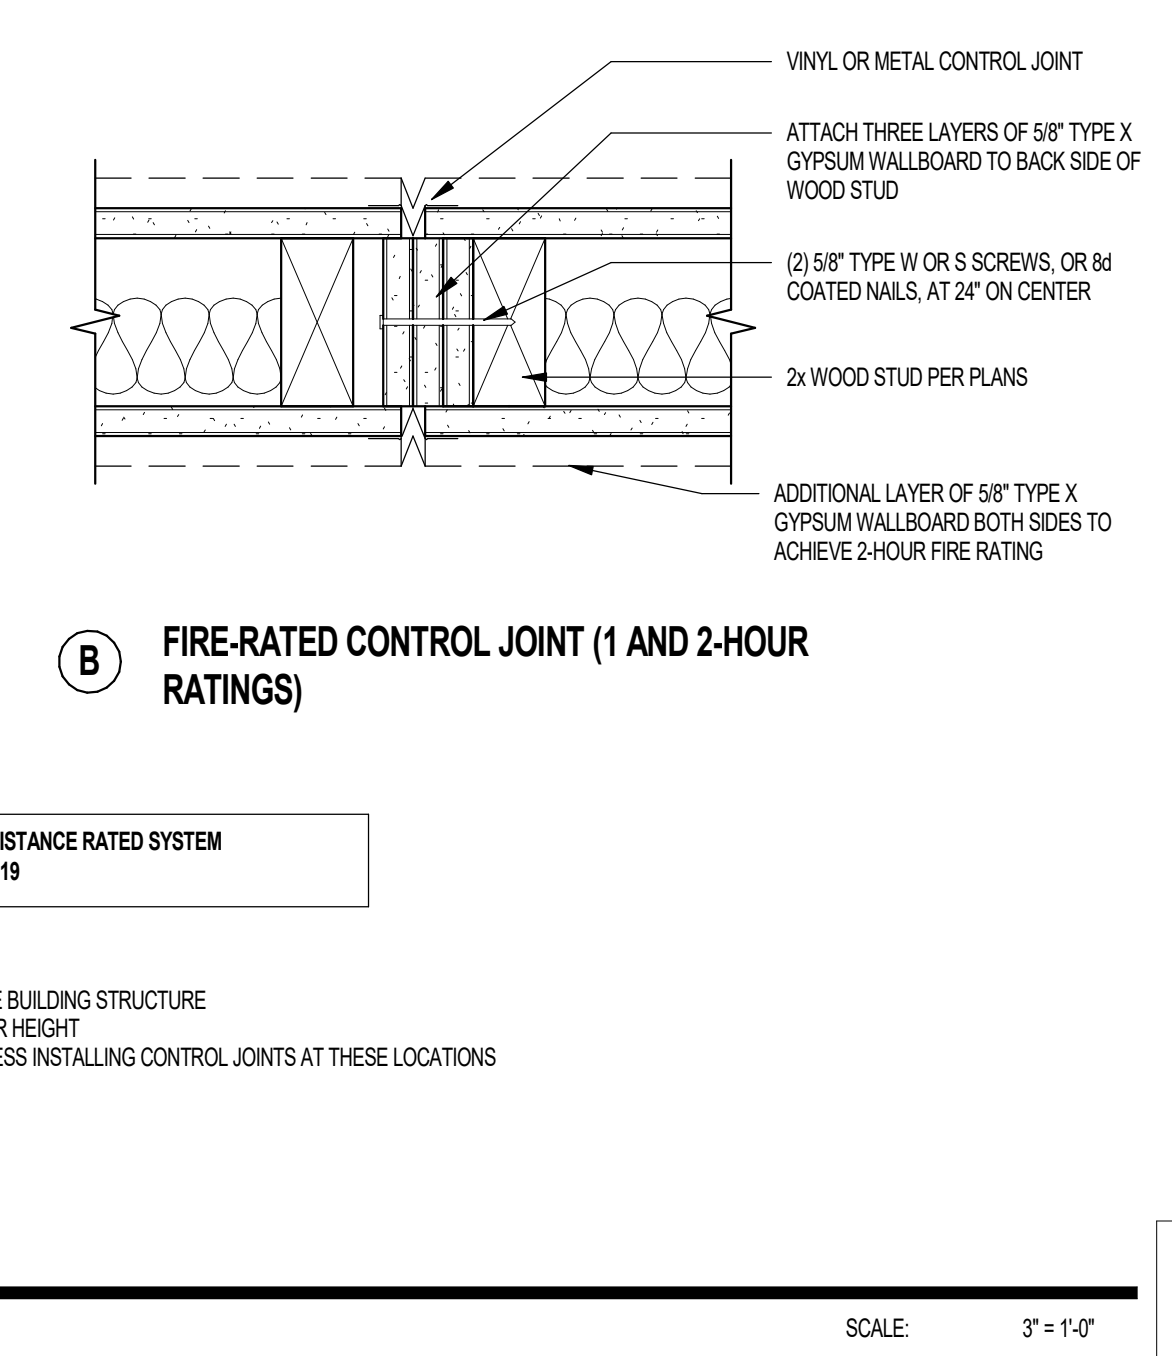 VINYL OR METAL CONTROL JOINT
ATTACH THREE LAYERS OF 5/8" TYPE X
GYPSUM WALLBOARD TO BACK SIDE OF
WOOD STUD
(2) 5/8" TYPE W OR S SCREWS, OR 8d
COATED NAILS, AT 24" ON CENTER
2x WOOD STUD PER PLANS
ADDITIONAL LAYER OF 5/8" TYPE X
GYPSUM WALLBOARD BOTH SIDES TO
ACHIEVE 2-HOUR FIRE RATING
B
FIRE-RATED CONTROL JOINT (1 AND 2-HOUR
RATINGS)
ISTANCE RATED SYSTEM
19
E BUILDING STRUCTURE
R HEIGHT
ESS INSTALLING CONTROL JOINTS AT THESE LOCATIONS
SCALE: 3" = 1'-0"